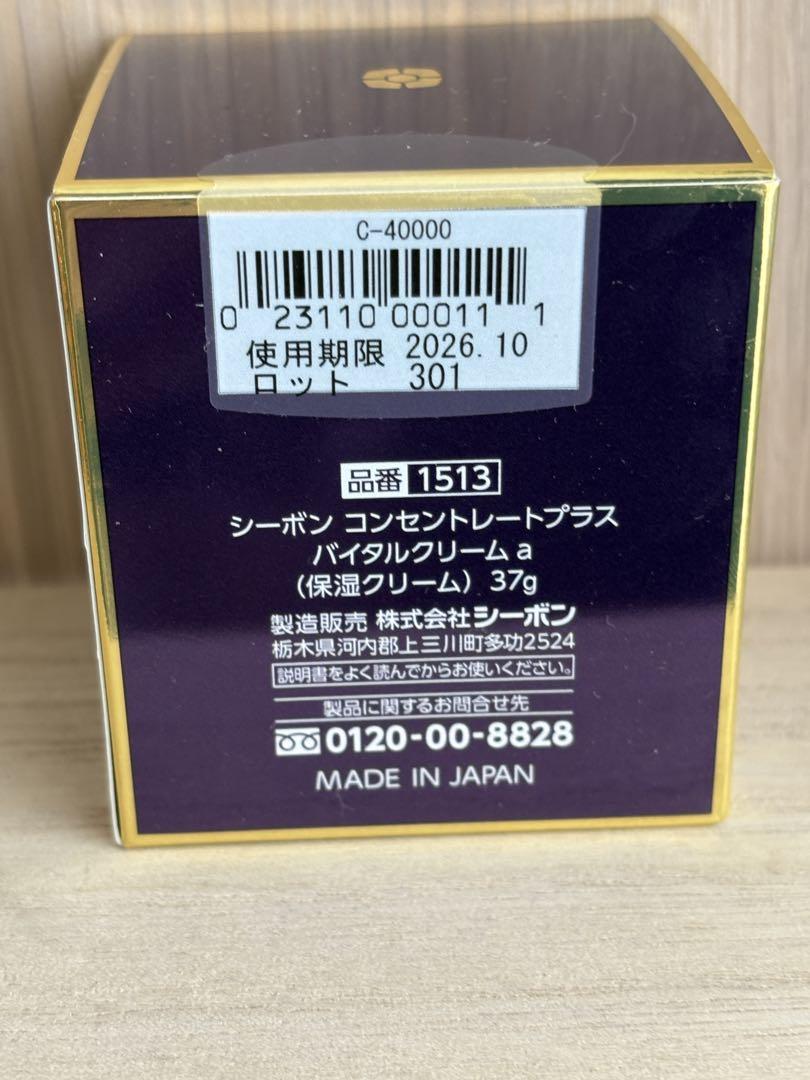 C-40000
0 23110 00011 1
使用期限 2026.10
ロット 301
品番 1513
シーボン コンセントレートプラス
バイタルクリーム a
（保湿クリーム） 37g
製造販売 株式会社シーボン
栃木県河内郡上三川町多功2524
説明書をよく読んでからお使いください。
製品に関するお問合せ先
0120-00-8828
MADE IN JAPAN